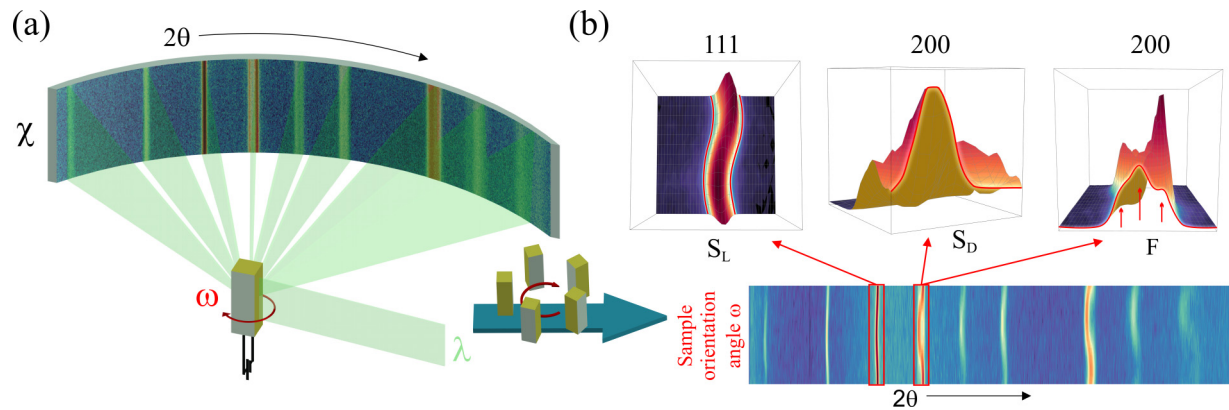 (a)
2θ
χ
ω
λ
(b)
111
200
200
S_L
S_D
F
Sample
orientation
angle ω
2θ